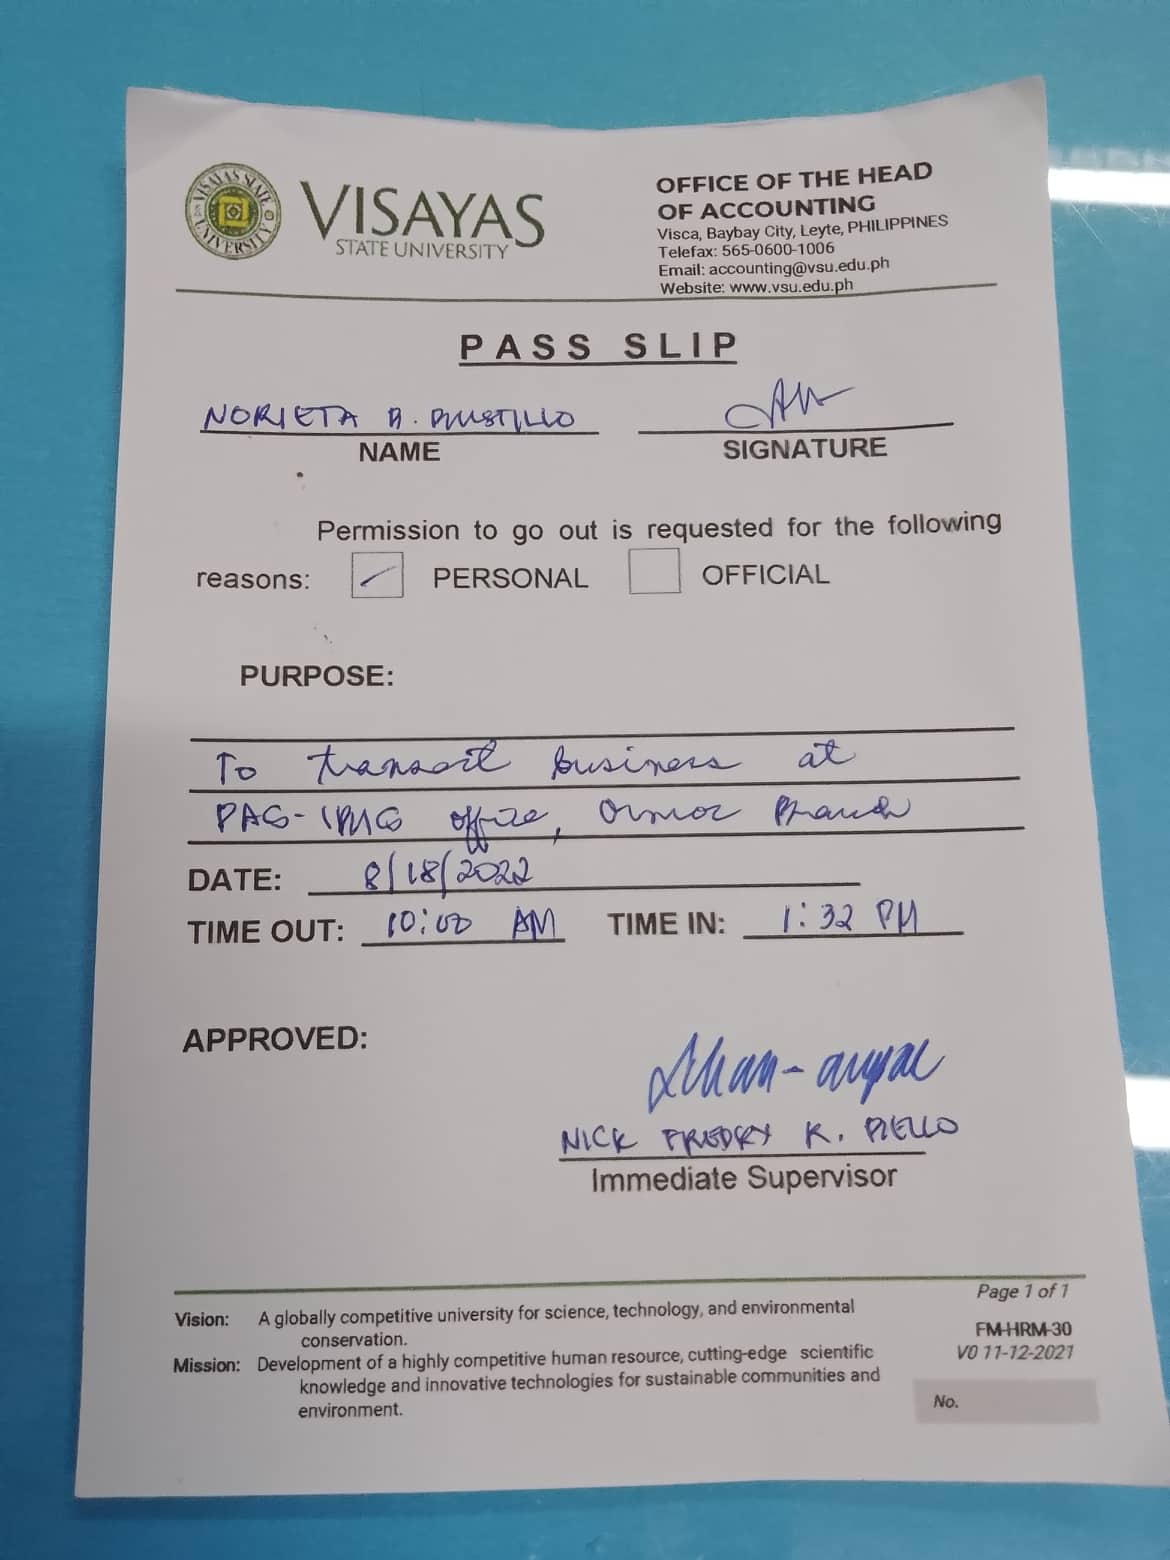 VISAYAS
STATE UNIVERSITY
VISAYAS STATE UNIVERSITY
OFFICE OF THE HEAD
OF ACCOUNTING
Visca, Baybay City, Leyte, PHILIPPINES
Telefax: 565-0600-1006
Email: accounting@vsu.edu.ph
Website: www.vsu.edu.ph
PASS SLIP
NORIETA B.
NAME
SIGNATURE
Permission to go out is requested for the following
reasons: PERSONAL OFFICIAL
PURPOSE:
To transact business at
PAG-IBIG office, Ormoc Branch
DATE: 8/18/2022
TIME OUT: 10:00 AM TIME IN: 1:32 PM
APPROVED:
NICK FREDRY K.
Immediate Supervisor
Page 1 of 1
Vision: A globally competitive university for science, technology, and environmental
conservation.
FM-HRM-30
V0 11-12-2021
Mission: Development of a highly competitive human resource, cutting-edge scientific
knowledge and innovative technologies for sustainable communities and
environment.
No.